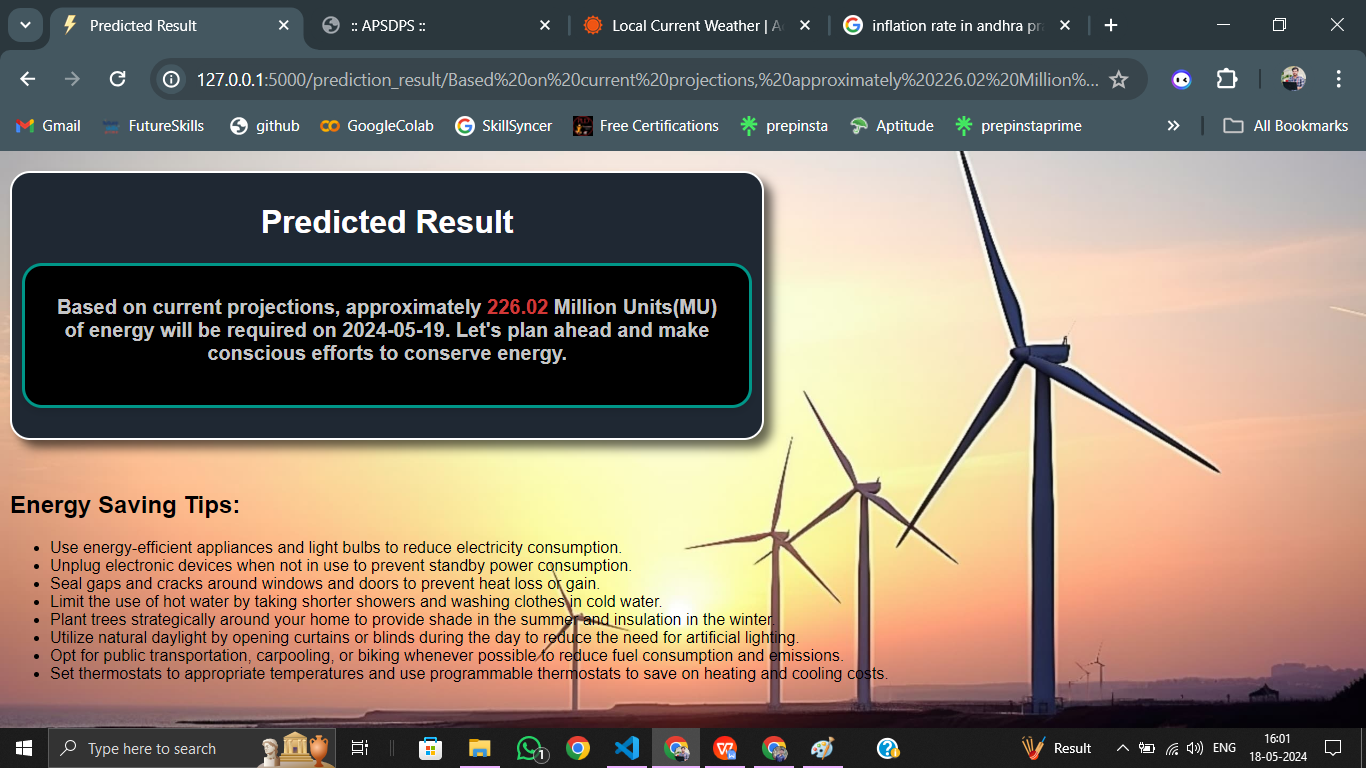 Predicted Result
:: APSDPS ::
Local Current Weather | A
inflation rate in andhra pr
127.0.0.1:5000/prediction_result/Based%20on%20current%20projections,%20approximately%20226.02%20Million%...
Gmail
FutureSkills
github
GoogleColab
SkillSyncer
Free Certifications
prepinsta
Aptitude
prepinstaprime
All Bookmarks
Predicted Result
Based on current projections, approximately 226.02 Million Units(MU)
of energy will be required on 2024-05-19. Let's plan ahead and make
conscious efforts to conserve energy.
Energy Saving Tips:
Use energy-efficient appliances and light bulbs to reduce electricity consumption.
Unplug electronic devices when not in use to prevent standby power consumption.
Seal gaps and cracks around windows and doors to prevent heat loss or gain.
Limit the use of hot water by taking shorter showers and washing clothes in cold water.
Plant trees strategically around your home to provide shade in the summer and insulation in the winter.
Utilize natural daylight by opening curtains or blinds during the day to reduce the need for artificial lighting.
Opt for public transportation, carpooling, or biking whenever possible to reduce fuel consumption and emissions.
Set thermostats to appropriate temperatures and use programmable thermostats to save on heating and cooling costs.
Type here to search
1
Result
ENG
16:01
18-05-2024